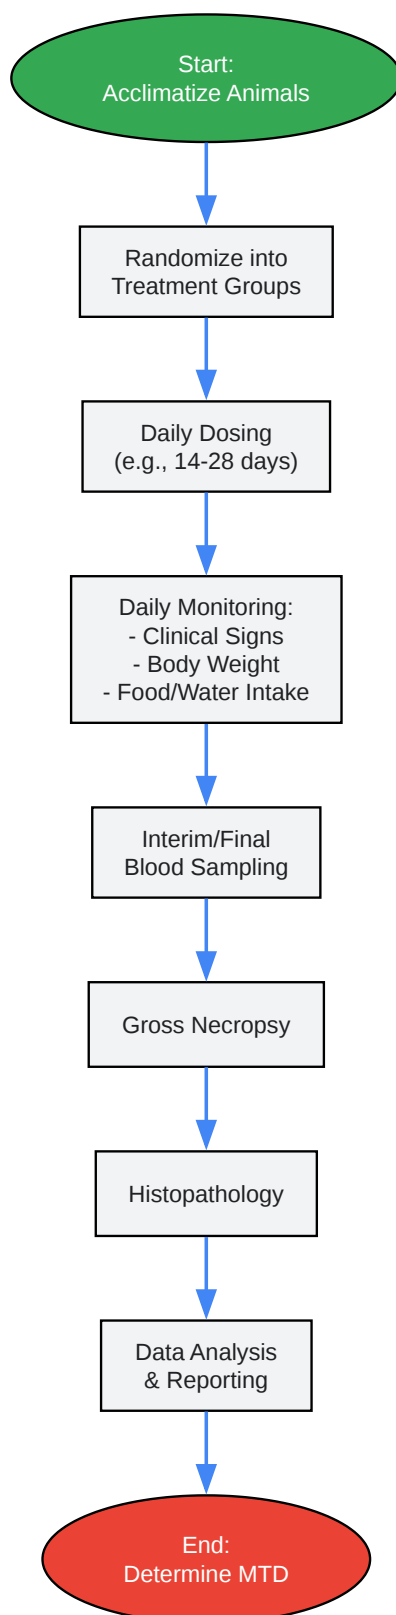 Start:
Acclimatize Animals
Randomize into
Treatment Groups
Daily Dosing
(e.g., 14-28 days)
Daily Monitoring:
- Clinical Signs
- Body Weight
- Food/Water Intake
Interim/Final
Blood Sampling
Gross Necropsy
Histopathology
Data Analysis
& Reporting
End:
Determine MTD